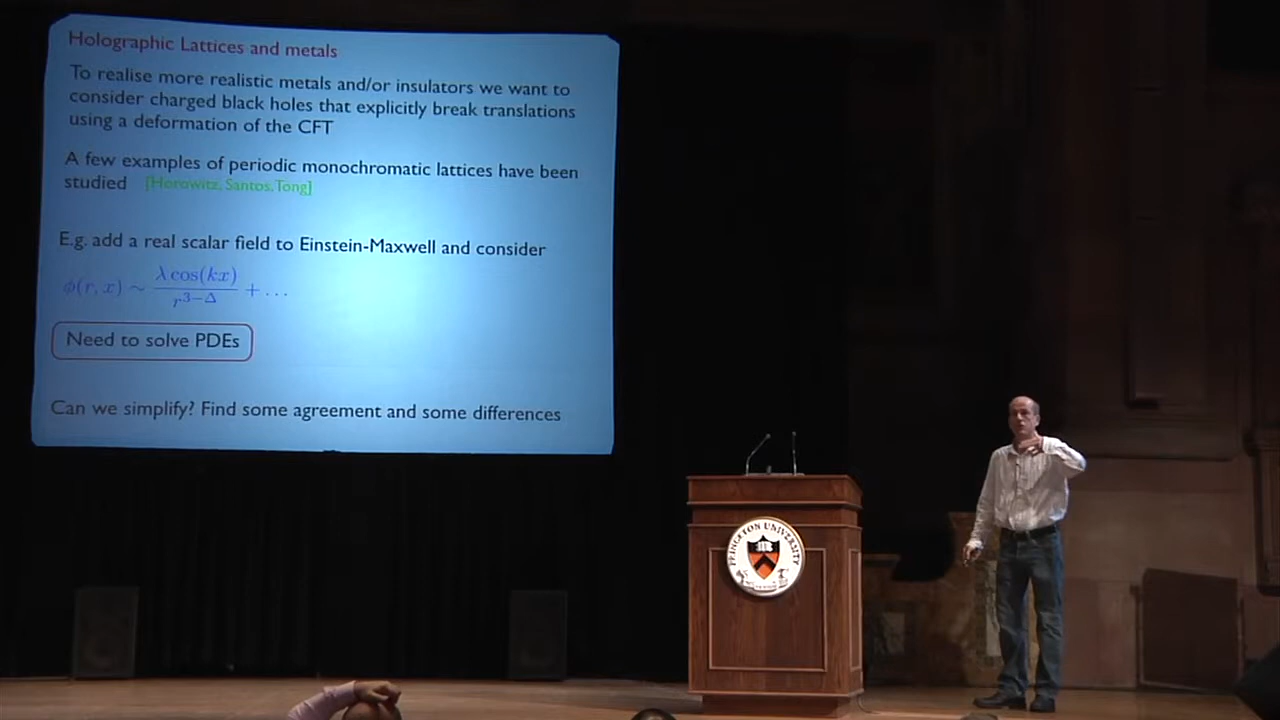 Holographic Lattices and metals
To realise more realistic metals and/or insulators we want to
consider charged black holes that explicitly break translations
using a deformation of the CFT
A few examples of periodic monochromatic lattices have been
studied [Horowitz, Santos, Tong]
E.g. add a real scalar field to Einstein-Maxwell and consider
ϕ(r, x) ~ λ cos(kx) / r^{3-Δ} + ...
Need to solve PDEs
Can we simplify? Find some agreement and some differences
PRINCETON UNIVERSITY